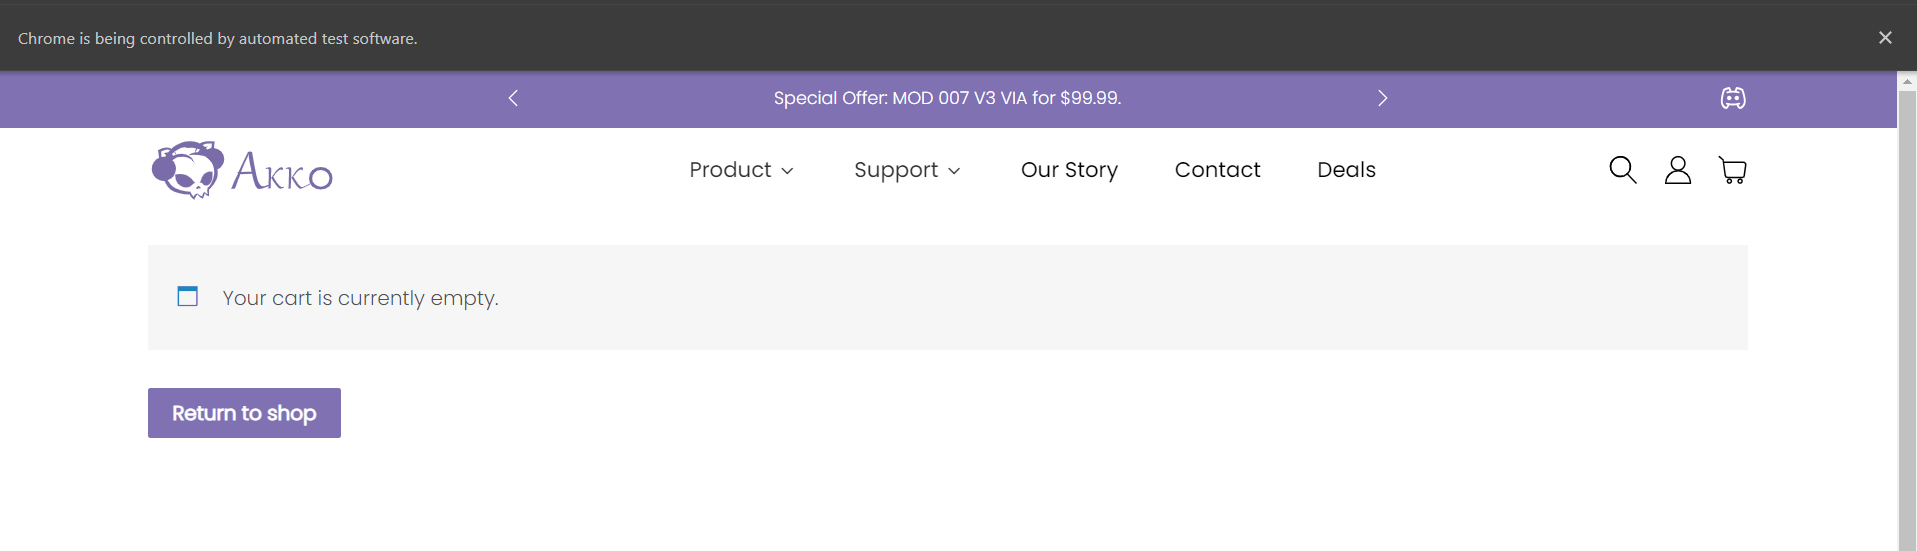 Chrome is being controlled by automated test software.
Special Offer: MOD 007 V3 VIA for $99.99.
AKKO Product Support Our Story Contact Deals
Your cart is currently empty.
Return to shop